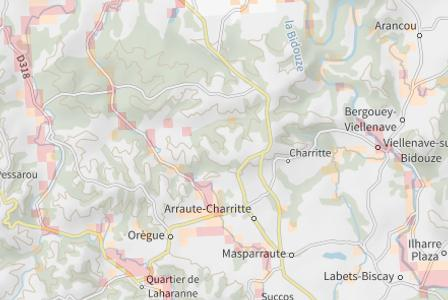 la Bidouze
Arancou
D318
Bergouey-
Viellenave
Viellenave-su
Bidouze
Charritte
Pessarou
Arraute-Charritte
Orègue
Ilharre
Plaza
Masparraute
Labets-Biscay
Quartier de
Laharanne
Succos